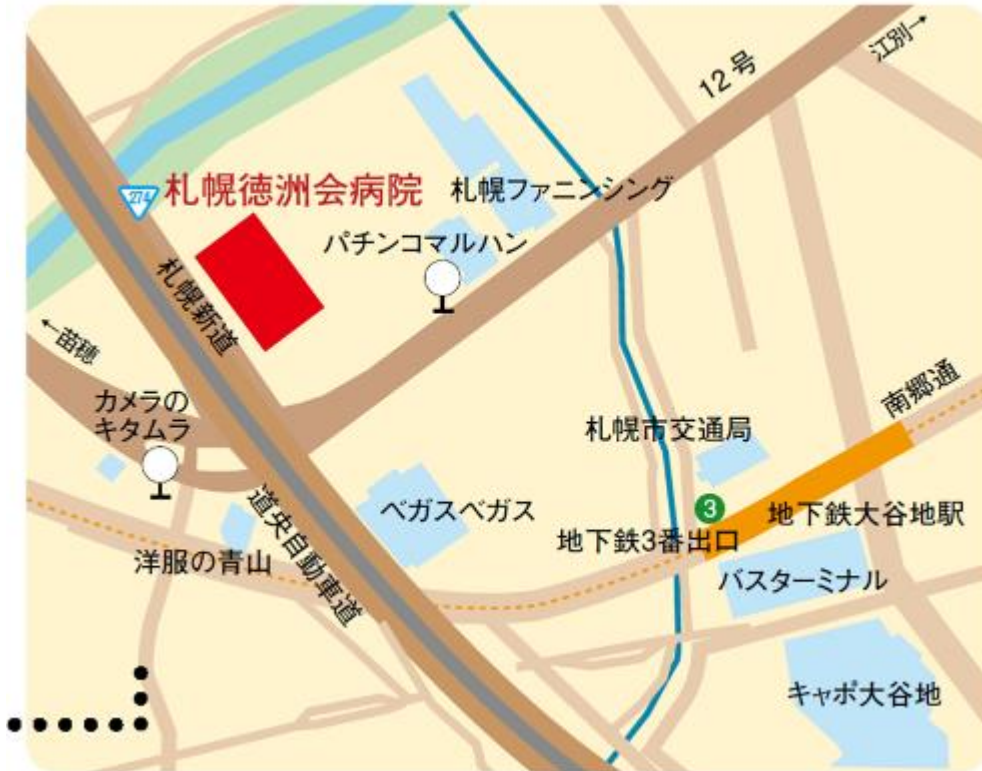 江別→
12号
274
札幌徳洲会病院
札幌ファニシング
パチンコマルハン
札幌新道
←苗穂
カメラの
キタムラ
南郷通
札幌市交通局
ベガスベガス
道央自動車道
3
地下鉄大谷地駅
地下鉄3番出口
洋服の青山
バスターミナル
キャポ大谷地